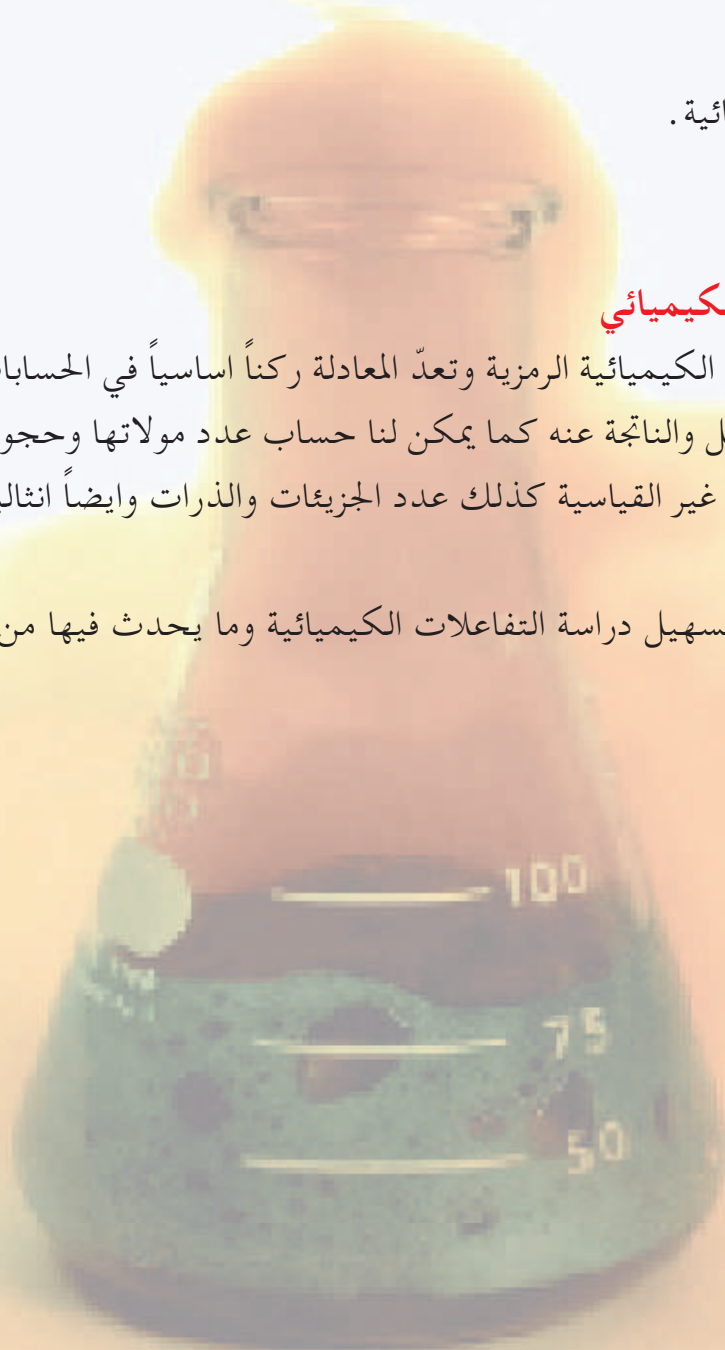 ائية .
لكيميائي
الكيميائية الرمزية وتعدّ المعادلة ركناً اساسياً في الحسابا
ل والناتجة عنه كما يمكن لنا حساب عدد مولاتها وحجو
غير القياسية كذلك عدد الجزيئات والذرات وايضاً انثال
سهيل دراسة التفاعلات الكيميائية وما يحدث فيها من
100
75
50